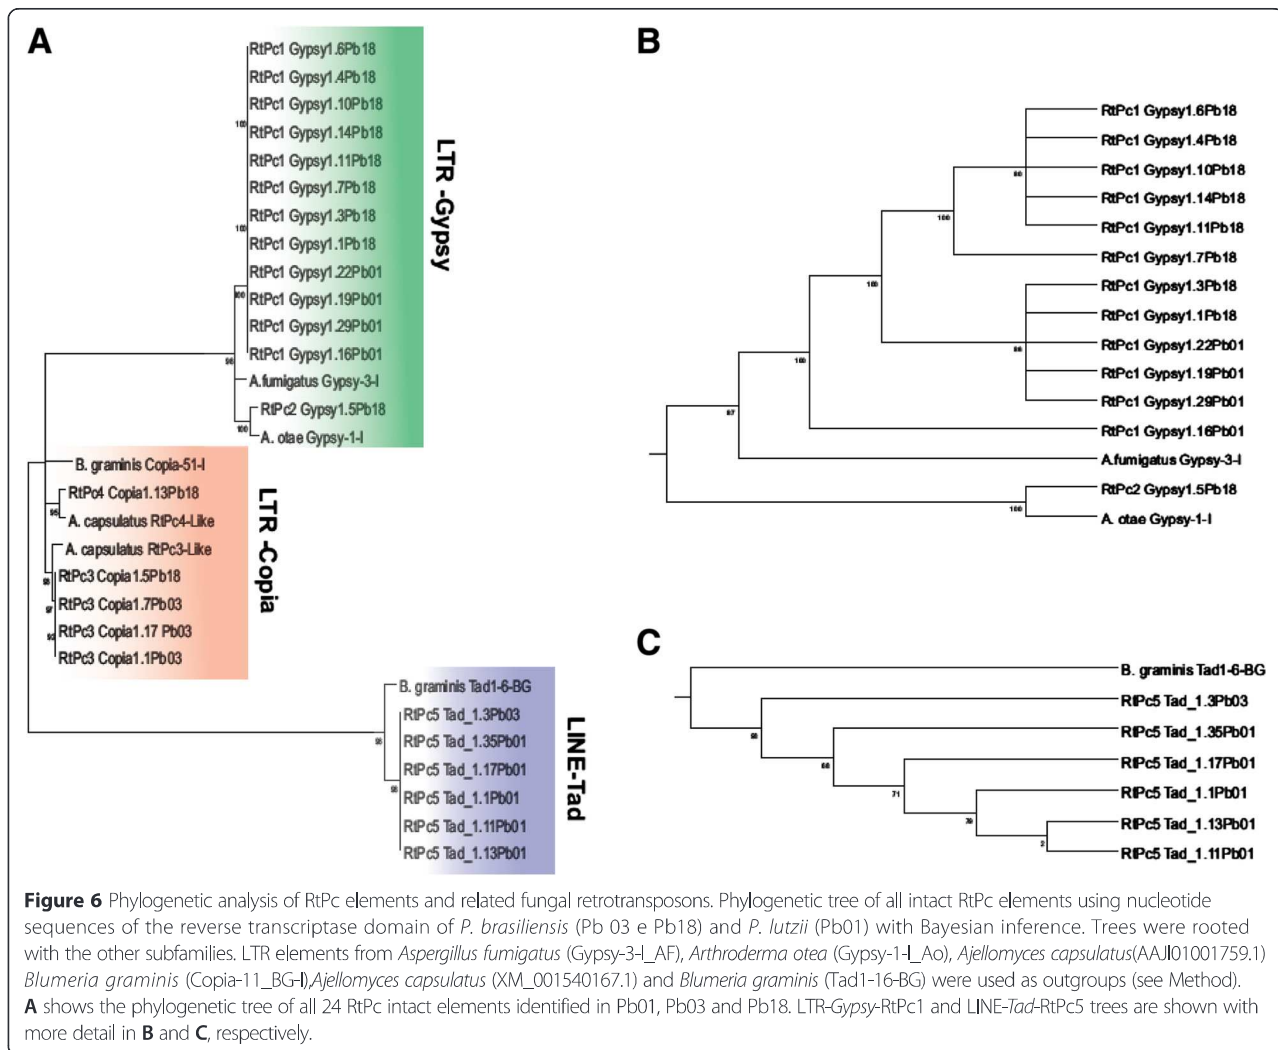 A
RtPc1 Gypsy1.6Pb18
RtPc1 Gypsy1.4Pb18
RtPc1 Gypsy1.10Pb18
100
RtPc1 Gypsy1.14Pb18
RtPc1 Gypsy1.11Pb18
RtPc1 Gypsy1.7Pb18
RtPc1 Gypsy1.3Pb18
100
RtPc1 Gypsy1.1Pb18
RtPc1 Gypsy1.22Pb01
100
RtPc1 Gypsy1.19Pb01
RtPc1 Gypsy1.29Pb01
RtPc1 Gypsy1.16Pb01
A.fumigatus Gypsy-3-I
RtPc2 Gypsy1.5Pb18
100
A. otae Gypsy-1-I
LTR -Gypsy
B. graminis Copia-51-I
RtPc4 Copia1.13Pb18
A. capsulatus RtPc4-Like
A. capsulatus RtPc3-Like
RtPc3 Copia1.5Pb18
RtPc3 Copia1.7Pb03
RtPc3 Copia1.17 Pb03
RtPc3 Copia1.1Pb03
LTR -Copia
B. graminis Tad1-6-BG
RtPc5 Tad_1.3Pb03
RtPc5 Tad_1.35Pb01
RtPc5 Tad_1.17Pb01
RtPc5 Tad_1.1Pb01
RtPc5 Tad_1.11Pb01
RtPc5 Tad_1.13Pb01
LINE-Tad
B
RtPc1 Gypsy1.6Pb18
RtPc1 Gypsy1.4Pb18
RtPc1 Gypsy1.10Pb18
RtPc1 Gypsy1.14Pb18
RtPc1 Gypsy1.11Pb18
100
RtPc1 Gypsy1.7Pb18
RtPc1 Gypsy1.3Pb18
100
RtPc1 Gypsy1.1Pb18
RtPc1 Gypsy1.22Pb01
100
RtPc1 Gypsy1.19Pb01
RtPc1 Gypsy1.29Pb01
RtPc1 Gypsy1.16Pb01
A.fumigatus Gypsy-3-I
RtPc2 Gypsy1.5Pb18
100
A. otae Gypsy-1-I
C
B. graminis Tad1-6-BG
RtPc5 Tad_1.3Pb03
RtPc5 Tad_1.35Pb01
RtPc5 Tad_1.17Pb01
71
RtPc5 Tad_1.1Pb01
RtPc5 Tad_1.13Pb01
RtPc5 Tad_1.11Pb01
Figure 6 Phylogenetic analysis of RtPc elements and related fungal retrotransposons. Phylogenetic tree of all intact RtPc elements using nucleotide
sequences of the reverse transcriptase domain of P. brasiliensis (Pb 03 e Pb18) and P. lutzii (Pb01) with Bayesian inference. Trees were rooted
with the other subfamilies. LTR elements from Aspergillus fumigatus (Gypsy-3-I_AF), Arthroderma otea (Gypsy-1-I_Ao), Ajellomyces capsulatus(AAJI01001759.1)
Blumeria graminis (Copia-11_BG-I),Ajellomyces capsulatus (XM_001540167.1) and Blumeria graminis (Tad1-16-BG) were used as outgroups (see Method).
A shows the phylogenetic tree of all 24 RtPc intact elements identified in Pb01, Pb03 and Pb18. LTR-Gypsy-RtPc1 and LINE-Tad-RtPc5 trees are shown with
more detail in B and C, respectively.